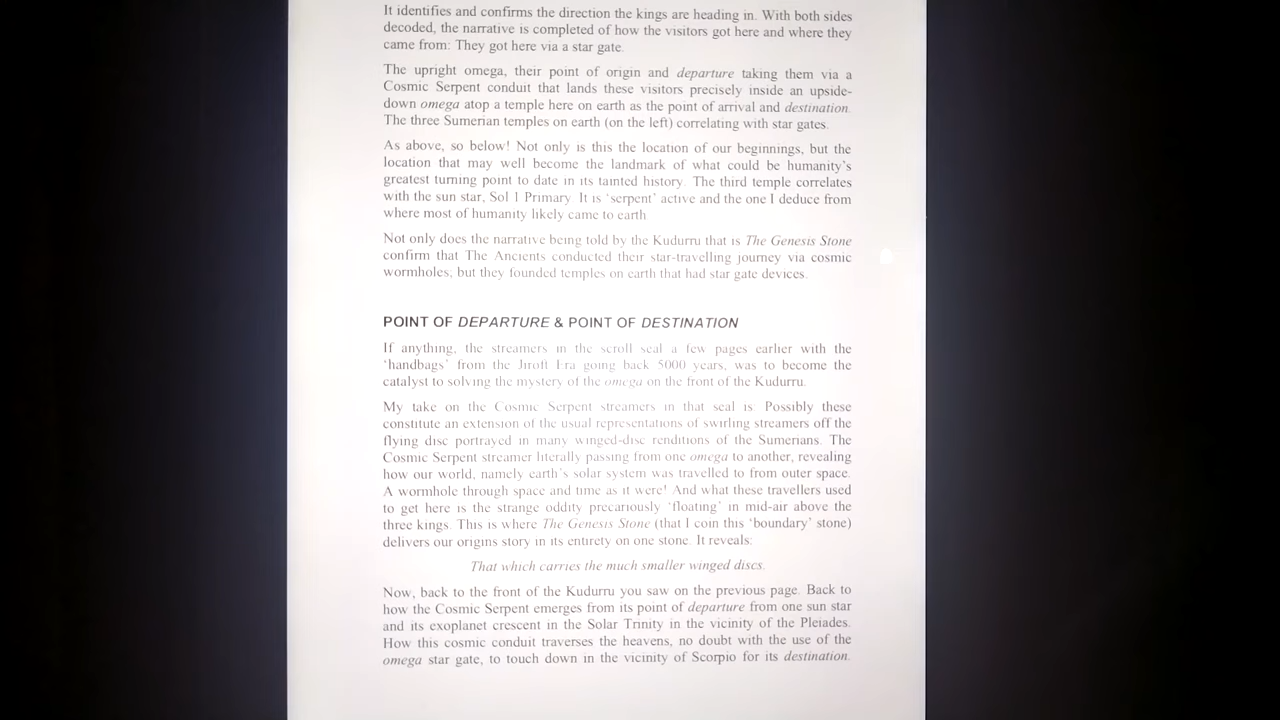 It identifies and confirms the direction the kings are heading in. With both sides
decoded, the narrative is completed of how the visitors got here and where they
came from: They got here via a star gate.
The upright omega, their point of origin and departure taking them via a
Cosmic Serpent conduit that lands these visitors precisely inside an upside-
down omega atop a temple here on earth as the point of arrival and destination.
The three Sumerian temples on earth (on the left) correlating with star gates.
As above, so below! Not only is this the location of our beginnings, but the
location that may well become the landmark of what could be humanity's
greatest turning point to date in its tainted history. The third temple correlates
with the sun star, Sol 1 Primary. It is 'serpent' active and the one I deduce from
where most of humanity likely came to earth
Not only does the narrative being told by the Kudurru that is The Genesis Stone
confirm that The Ancients conducted their star-travelling journey via cosmic
wormholes, but they founded temples on earth that had star gate devices.
POINT OF DEPARTURE & POINT OF DESTINATION
If anything, the streamers in the scroll seal a few pages earlier with the
'handbags' from the Jiroft Era going back 5000 years, was to become the
catalyst to solving the mystery of the omega on the front of the Kudurru.
My take on the Cosmic Serpent streamers in that seal is: Possibly these
constitute an extension of the usual representations of swirling streamers off the
flying disc portrayed in many winged-disc renditions of the Sumerians. The
Cosmic Serpent streamer literally passing from one omega to another, revealing
how our world, namely earth's solar system was travelled to from outer space.
A wormhole through space and time as it were! And what these travellers used
to get here is the strange oddity precariously 'floating' in mid-air above the
three kings. This is where The Genesis Stone (that I coin this 'boundary' stone)
delivers our origins story in its entirety on one stone. It reveals:
That which carries the much smaller winged discs.
Now, back to the front of the Kudurru you saw on the previous page. Back to
how the Cosmic Serpent emerges from its point of departure from one sun star
and its exoplanet crescent in the Solar Trinity in the vicinity of the Pleiades.
How this cosmic conduit traverses the heavens, no doubt with the use of the
omega star gate, to touch down in the vicinity of Scorpio for its destination.